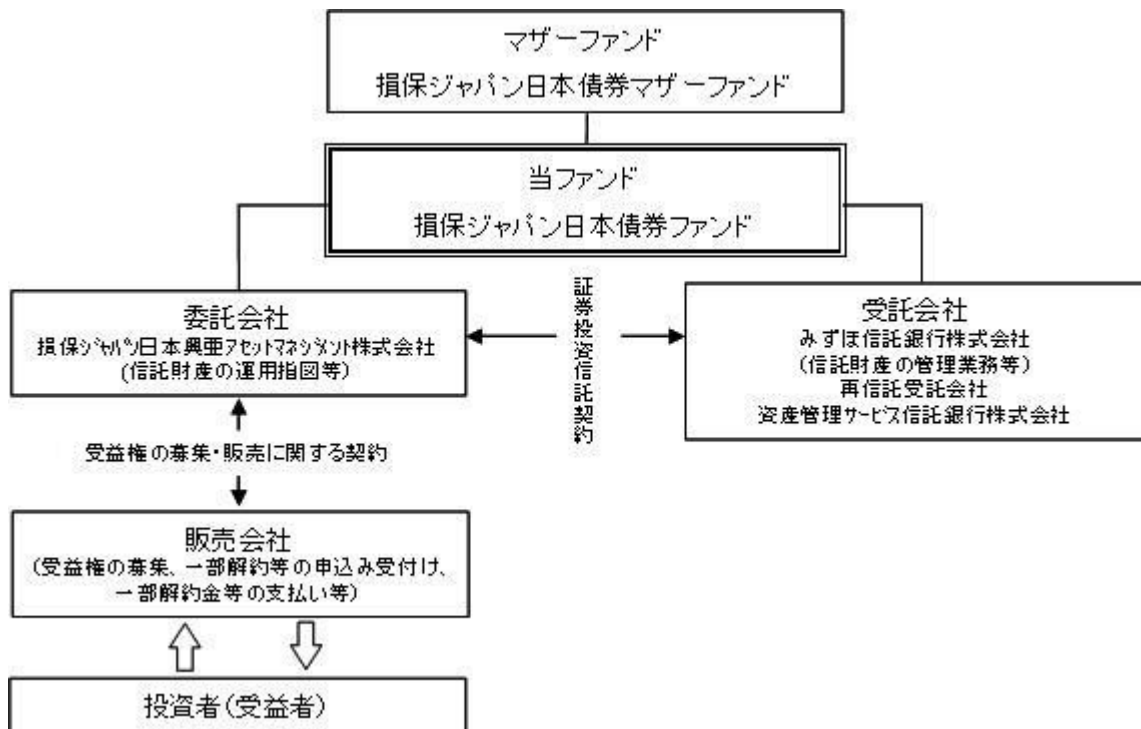 マザーファンド
損保ジャパン日本債券マザーファンド
当ファンド
損保ジャパン日本債券ファンド
委託会社
損保ジャパン日本興亜アセットマネジメント株式会社
(信託財産の運用指図等)
証券投資信託契約
受託会社
みずほ信託銀行株式会社
(信託財産の管理業務等)
再信託受託会社
資産管理サービス信託銀行株式会社
受益権の募集・販売に関する契約
販売会社
(受益権の募集、一部解約等の申込み受付け、
一部解約金等の支払い等)
投資者(受益者)